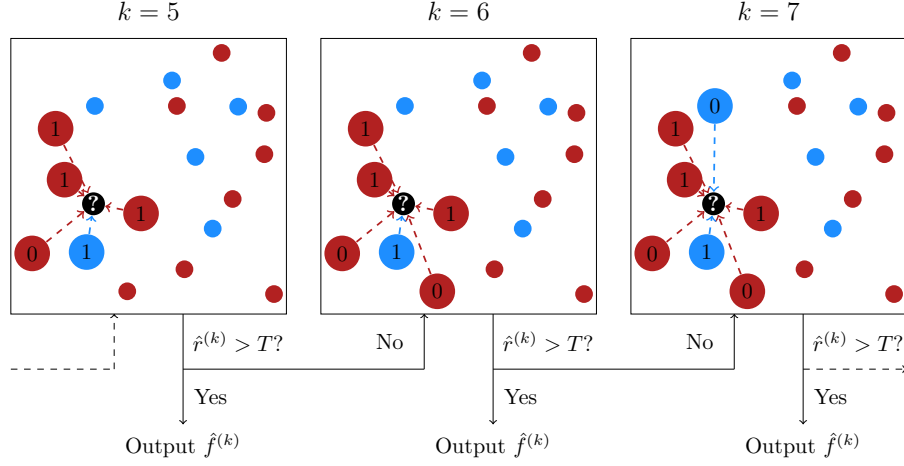 k = 5
k = 6
k = 7
1
1
?
1
0
1
1
1
?
1
0
1
0
0
1
1
?
1
0
1
0
r̂^(k) > T?
No
r̂^(k) > T?
No
r̂^(k) > T?
Yes
Yes
Yes
Output f̂^(k)
Output f̂^(k)
Output f̂^(k)